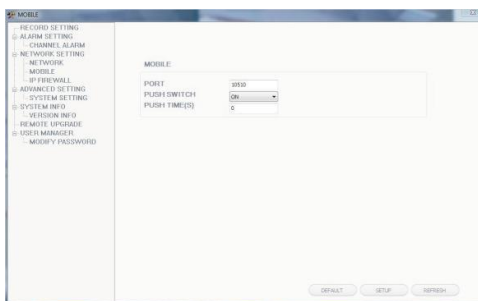 MOBILE
RECORD SETTING
ALARM SETTING
CHANNEL ALARM
NETWORK SETTING
NETWORK
MOBILE
IP FIREWALL
ADVANCED SETTING
SYSTEM SETTING
SYSTEM INFO
VERSION INFO
REMOTE UPGRADE
USER MANAGER
MODIFY PASSWORD
MOBILE
PORT 10510
PUSH SWITCH ON
PUSH TIME(S) 0
DEFAULT SETUP REFRESH